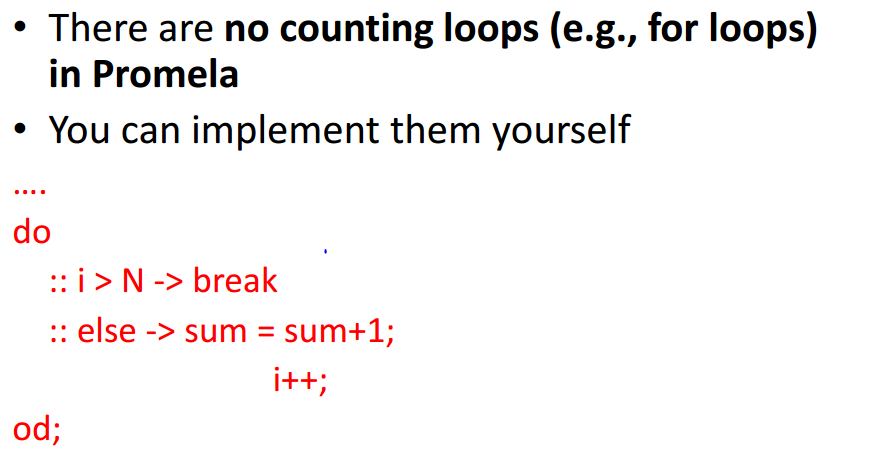 • There are no counting loops (e.g., for loops)
in Promela
• You can implement them yourself
....
do
:: i > N -> break
:: else -> sum = sum+1;
i++;
od;